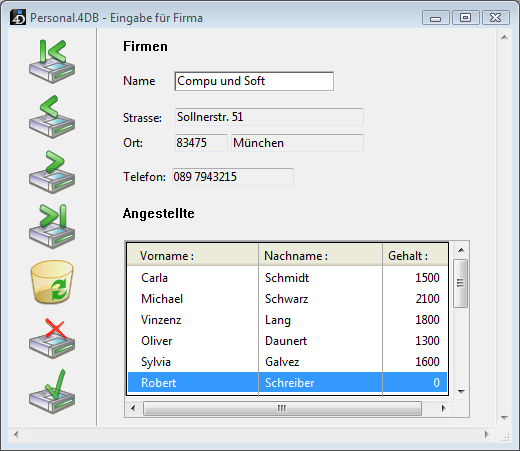 Personal.4DB - Eingabe für Firma
Firmen
Name Compu und Soft
Strasse: Sollnerstr. 51
Ort: 83475 München
Telefon: 089 7943215
Angestellte
Vorname : Nachname : Gehalt :
Carla Schmidt 1500
Michael Schwarz 2100
Vinzenz Lang 1800
Oliver Daunert 1300
Sylvia Galvez 1600
Robert Schreiber 0